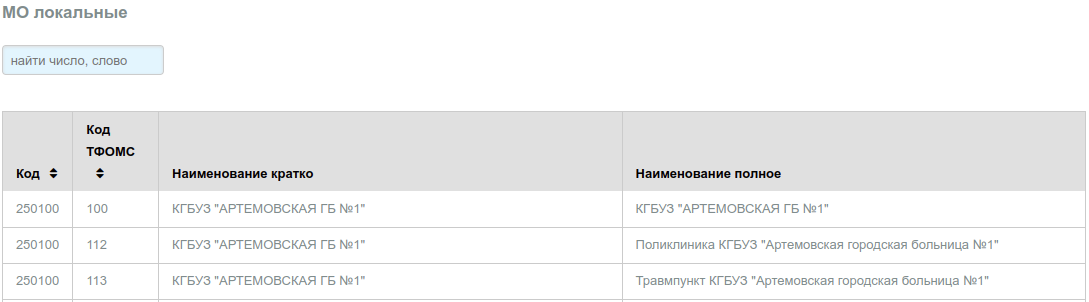 МО локальные
найти число, слово
Код
ТФОМС
Код Наименование кратко Наименование полное
250100 100 КГБУЗ "АРТЕМОВСКАЯ ГБ №1" КГБУЗ "АРТЕМОВСКАЯ ГБ №1"
250100 112 КГБУЗ "АРТЕМОВСКАЯ ГБ №1" Поликлиника КГБУЗ "Артемовская городская больница №1"
250100 113 КГБУЗ "АРТЕМОВСКАЯ ГБ №1" Травмпункт КГБУЗ "Артемовская городская больница №1"